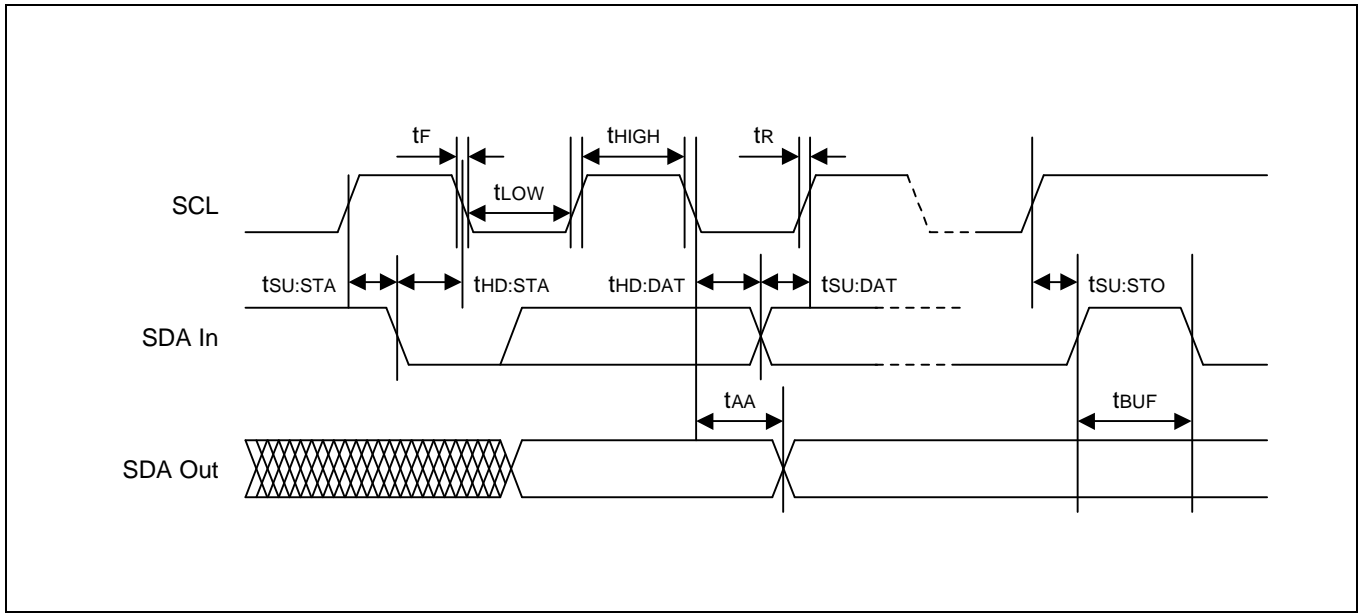 tF
tHIGH
tR
SCL
tLOW
tSU:STA
tHD:STA
tHD:DAT
tSU:DAT
tSU:STO
SDA In
tAA
tBUF
SDA Out